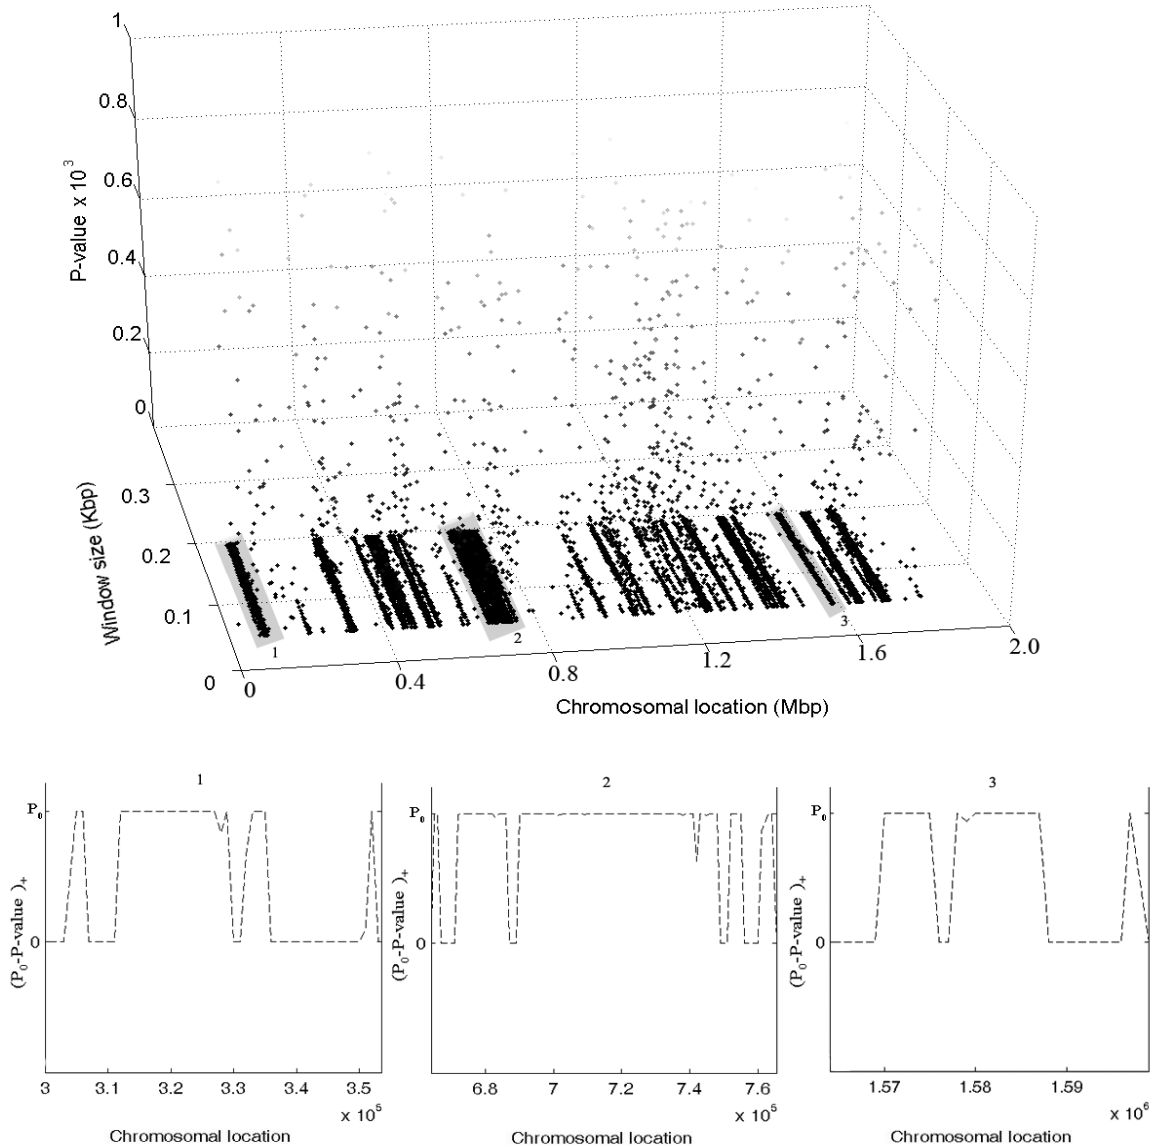 1
0.8
0.6
0.4
0.2
0
P-value x 10³
0.3
0.2
0.1
0
Window size (Kbp)
1
2
3
0
0.4
0.8
1.2
1.6
2.0
Chromosomal location (Mbp)
1
P₀
0
(P₀-P-value )₊
3
3.1
3.2
3.3
3.4
3.5
x 10⁵
Chromosomal location
2
P₀
0
(P₀-P-value )₊
6.8
7
7.2
7.4
7.6
x 10⁵
Chromosomal location
3
P₀
0
(P₀-P-value )₊
1.57
1.58
1.59
x 10⁶
Chromosomal location